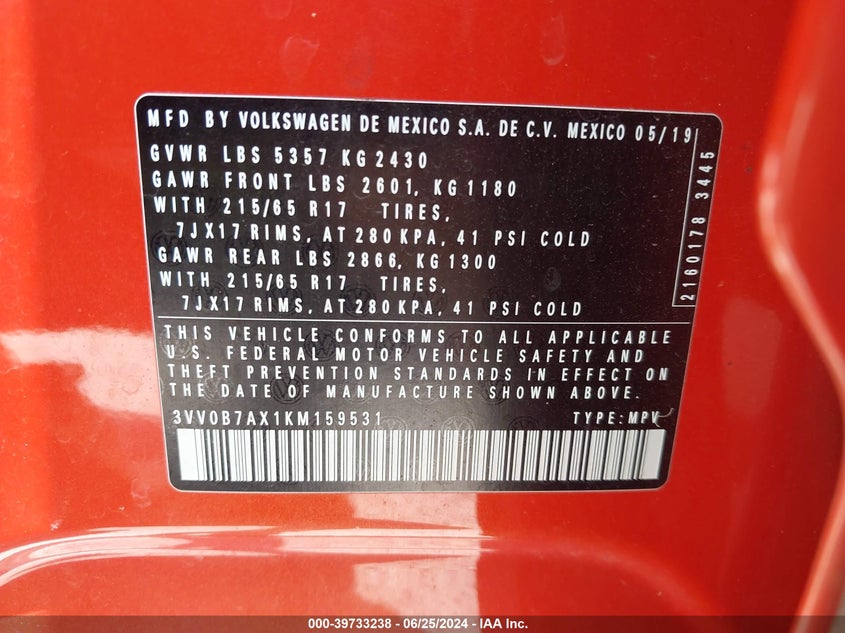 MFD BY VOLKSWAGEN DE MEXICO S.A. DE C.V. MEXICO 05/19
GVWR LBS 5357 KG 2430
GAWR FRONT LBS 2601, KG 1180
WITH 215/65 R17 TIRES,
7JX17 RIMS, AT 280 KPA, 41 PSI COLD
GAWR REAR LBS 2866, KG 1300
WITH 215/65 R17 TIRES,
7JX17 RIMS, AT 280 KPA, 41 PSI COLD
THIS VEHICLE CONFORMS TO ALL APPLICABLE
U.S. FEDERAL MOTOR VEHICLE SAFETY AND
THEFT PREVENTION STANDARDS IN EFFECT ON
THE DATE OF MANUFACTURE SHOWN ABOVE.
3VV0B7AX1KM159531 TYPE: MPV
2160178 3445
000-39733238 - 06/25/2024 - IAA Inc.